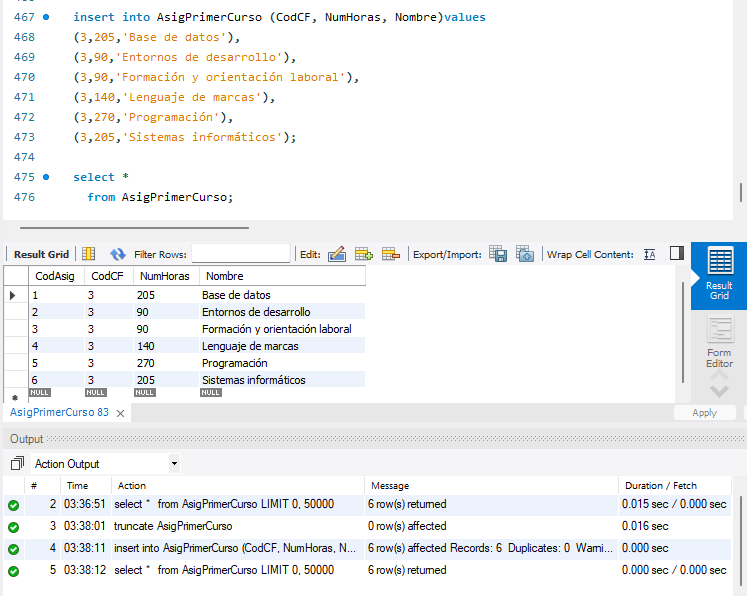 467 insert into AsigPrimerCurso (CodCF, NumHoras, Nombre)values
468 (3,205,'Base de datos'),
469 (3,90,'Entornos de desarrollo'),
470 (3,90,'Formación y orientación laboral'),
471 (3,140,'Lenguaje de marcas'),
472 (3,270,'Programación'),
473 (3,205,'Sistemas informáticos');
474
475 select *
476 from AsigPrimerCurso;
Result Grid Filter Rows: Edit: Export/Import: Wrap Cell Content:
CodAsig CodCF NumHoras Nombre
1 3 205 Base de datos
2 3 90 Entornos de desarrollo
3 3 90 Formación y orientación laboral
4 3 140 Lenguaje de marcas
5 3 270 Programación
6 3 205 Sistemas informáticos
NULL NULL NULL NULL
Result
Grid
Form
Editor
AsigPrimerCurso 83 Apply
Output
Action Output
# Time Action Message Duration / Fetch
2 03:36:51 select * from AsigPrimerCurso LIMIT 0, 50000 6 row(s) returned 0.015 sec / 0.000 sec
3 03:38:01 truncate AsigPrimerCurso 0 row(s) affected 0.016 sec
4 03:38:11 insert into AsigPrimerCurso (CodCF, NumHoras, N... 6 row(s) affected Records: 6 Duplicates: 0 Warni... 0.000 sec
5 03:38:12 select * from AsigPrimerCurso LIMIT 0, 50000 6 row(s) returned 0.000 sec / 0.000 sec